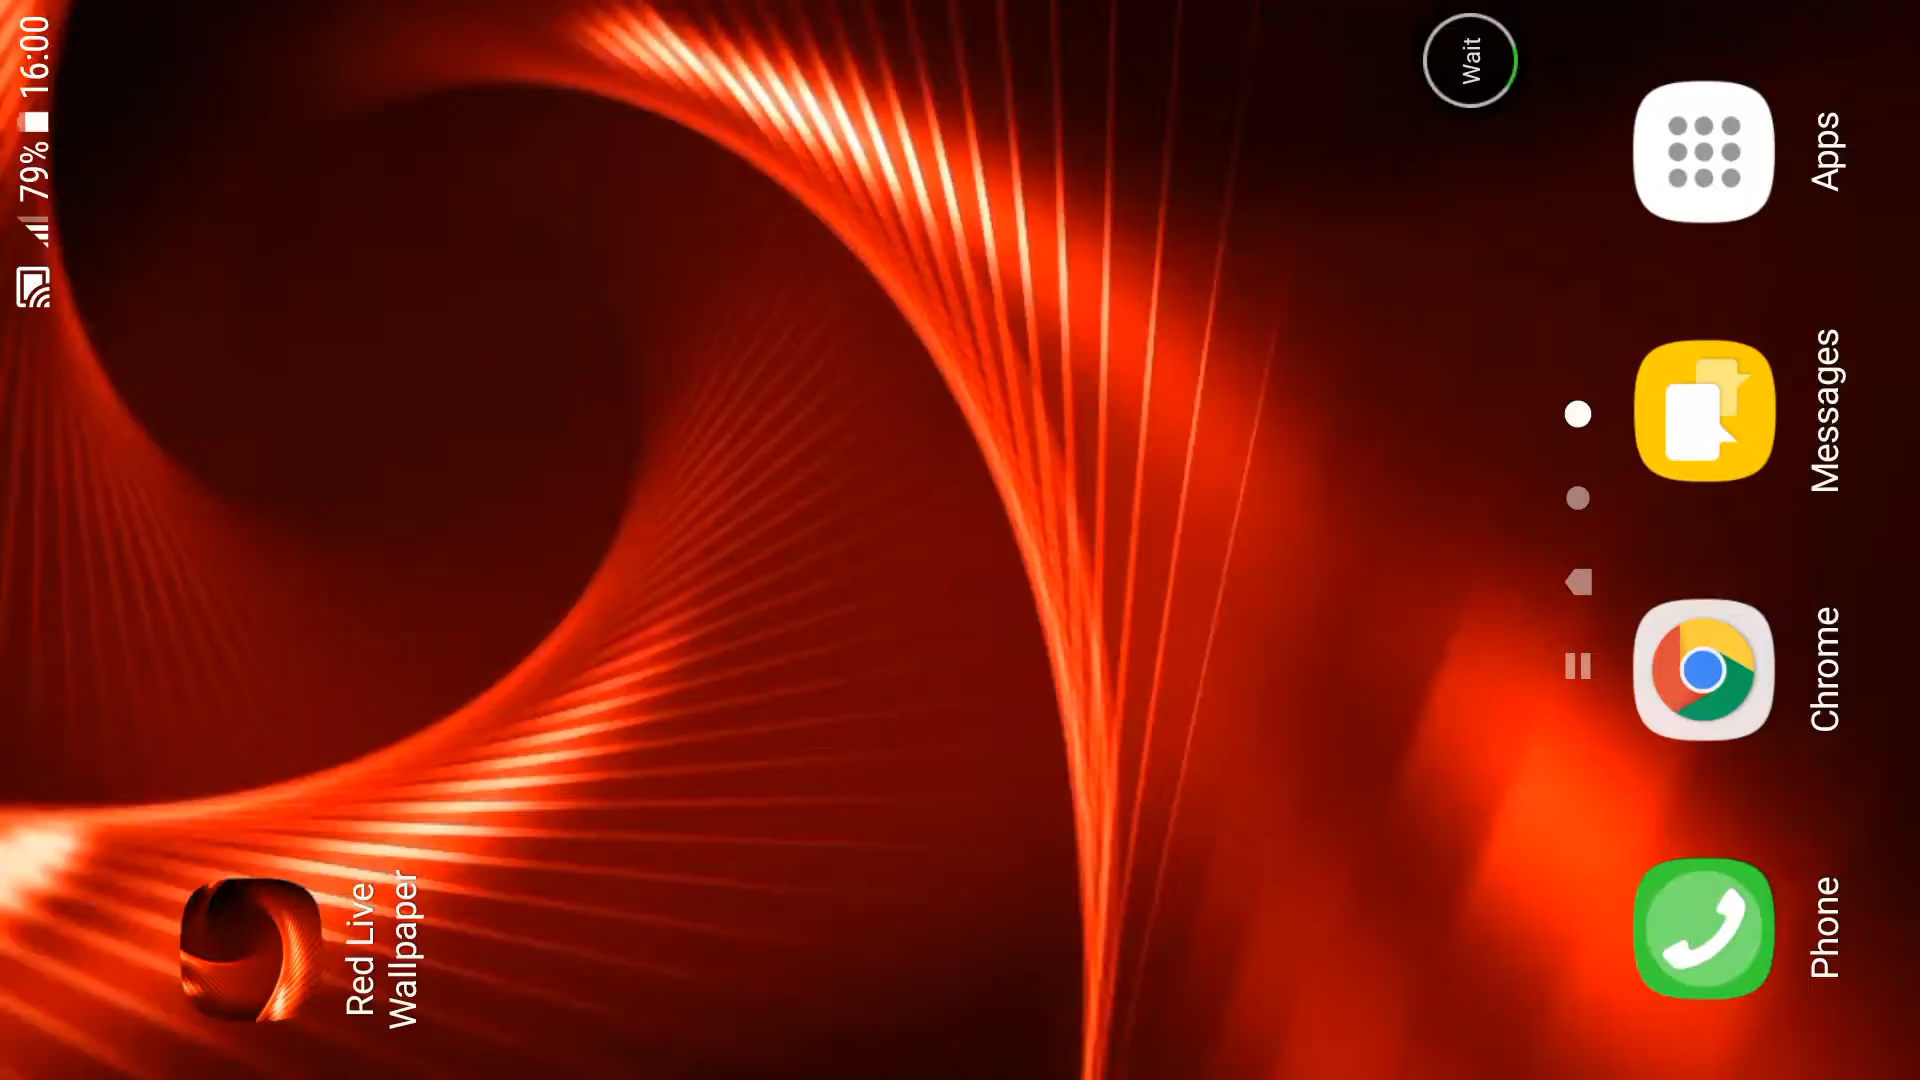 79% 16:00
Wait
Red Live
Wallpaper
Phone
Chrome
Messages
Apps